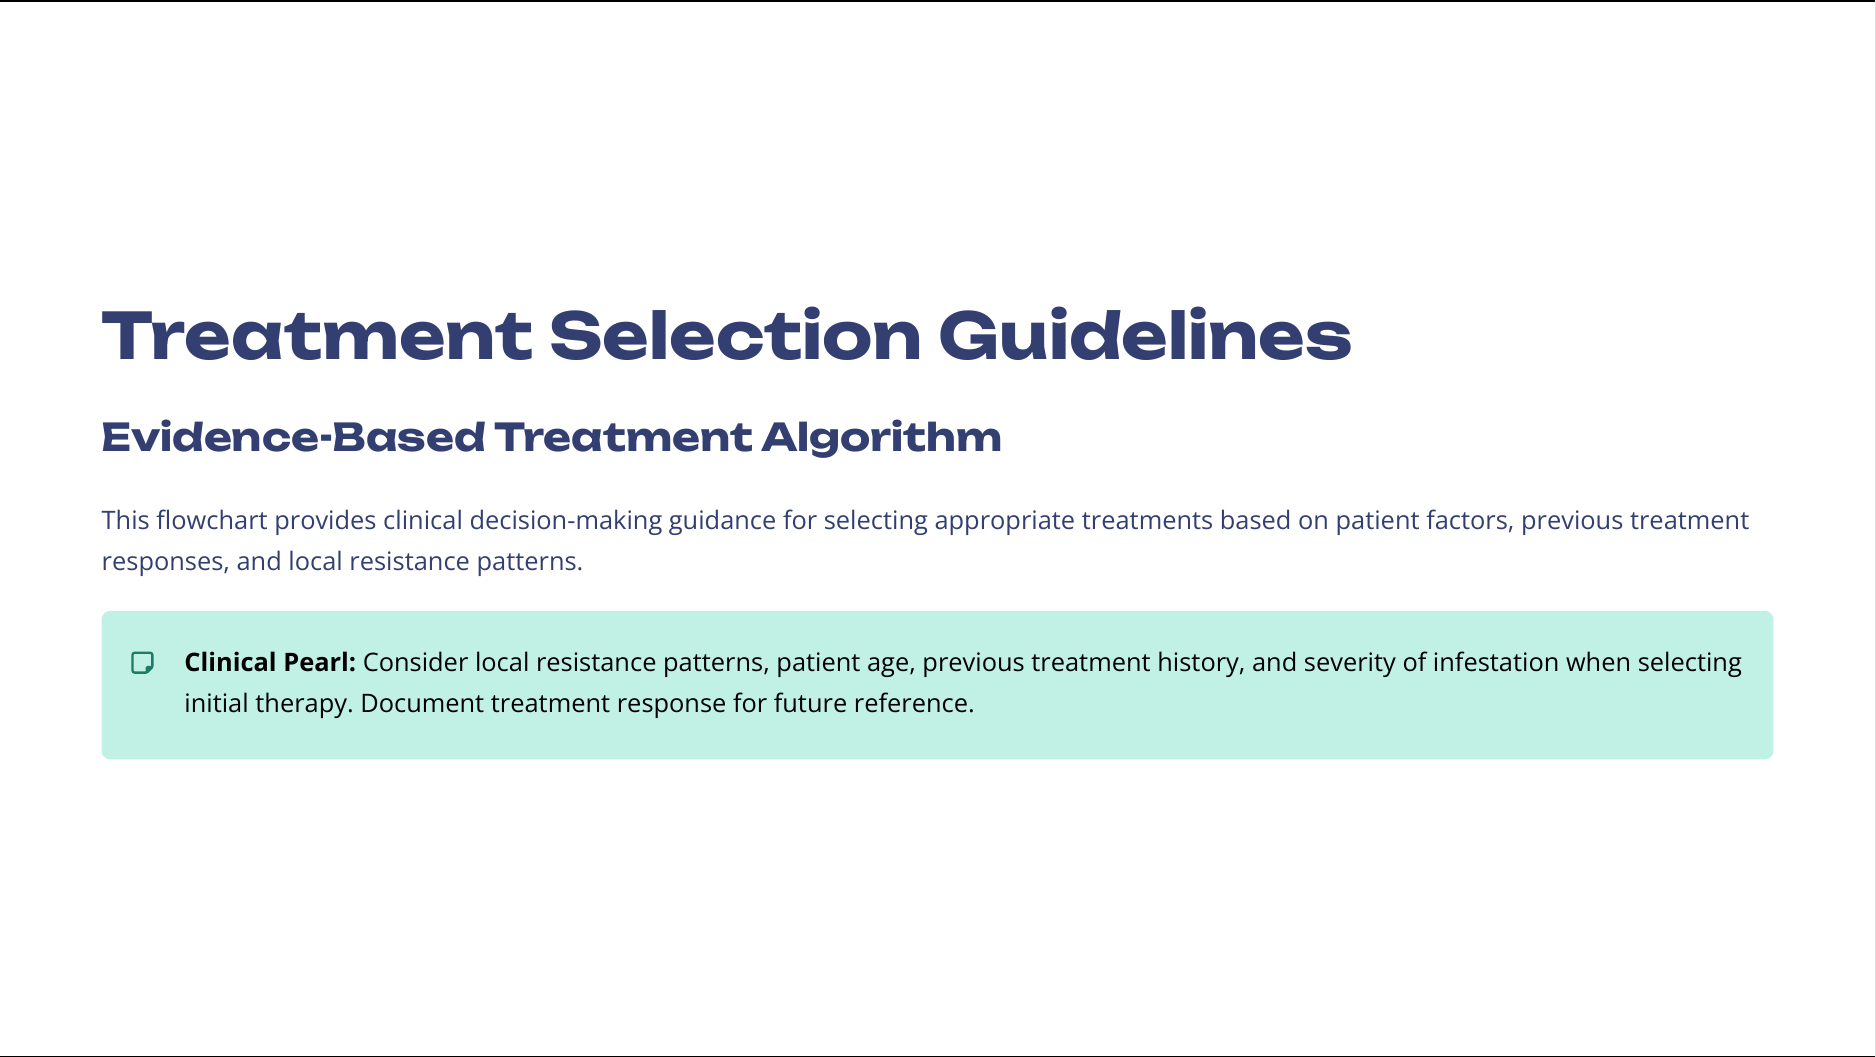 Treatment Selection Guidelines
Evidence-Based Treatment Algorithm
This flowchart provides clinical decision-making guidance for selecting appropriate treatments based on patient factors, previous treatment
responses, and local resistance patterns.
Clinical Pearl: Consider local resistance patterns, patient age, previous treatment history, and severity of infestation when selecting
initial therapy. Document treatment response for future reference.